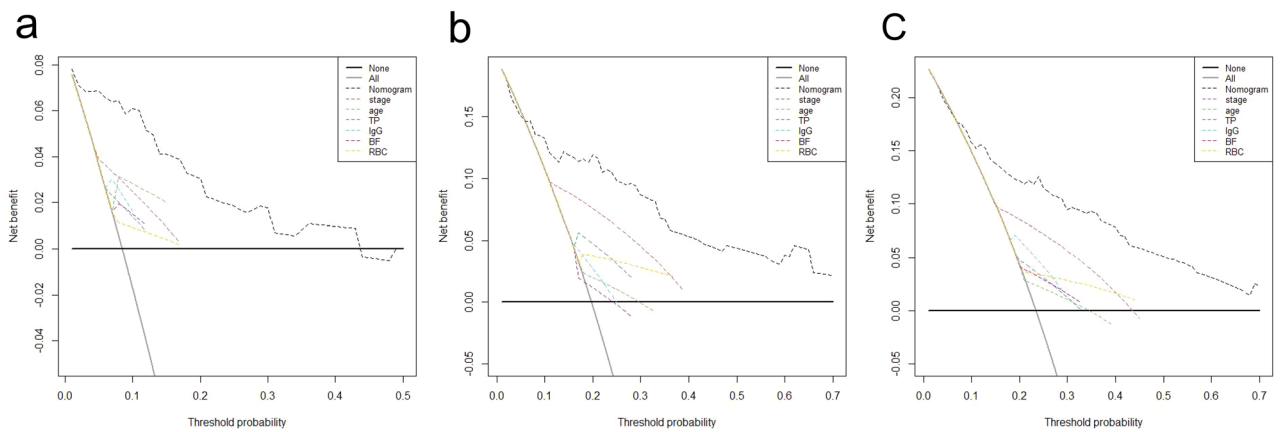 a
b
c
0.08
0.06
0.04
0.02
0.00
-0.02
-0.04
Net benefit
None
All
Nomogram
stage
age
TP
IgG
BF
RBC
0.0
0.1
0.2
0.3
0.4
0.5
Threshold probability
0.15
0.10
0.05
0.00
-0.05
Net benefit
None
All
Nomogram
stage
age
TP
IgG
BF
RBC
0.0
0.1
0.2
0.3
0.4
0.5
0.6
0.7
Threshold probability
0.20
0.15
0.10
0.05
0.00
-0.05
Net benefit
None
All
Nomogram
stage
age
TP
IgG
BF
RBC
0.0
0.1
0.2
0.3
0.4
0.5
0.6
0.7
Threshold probability